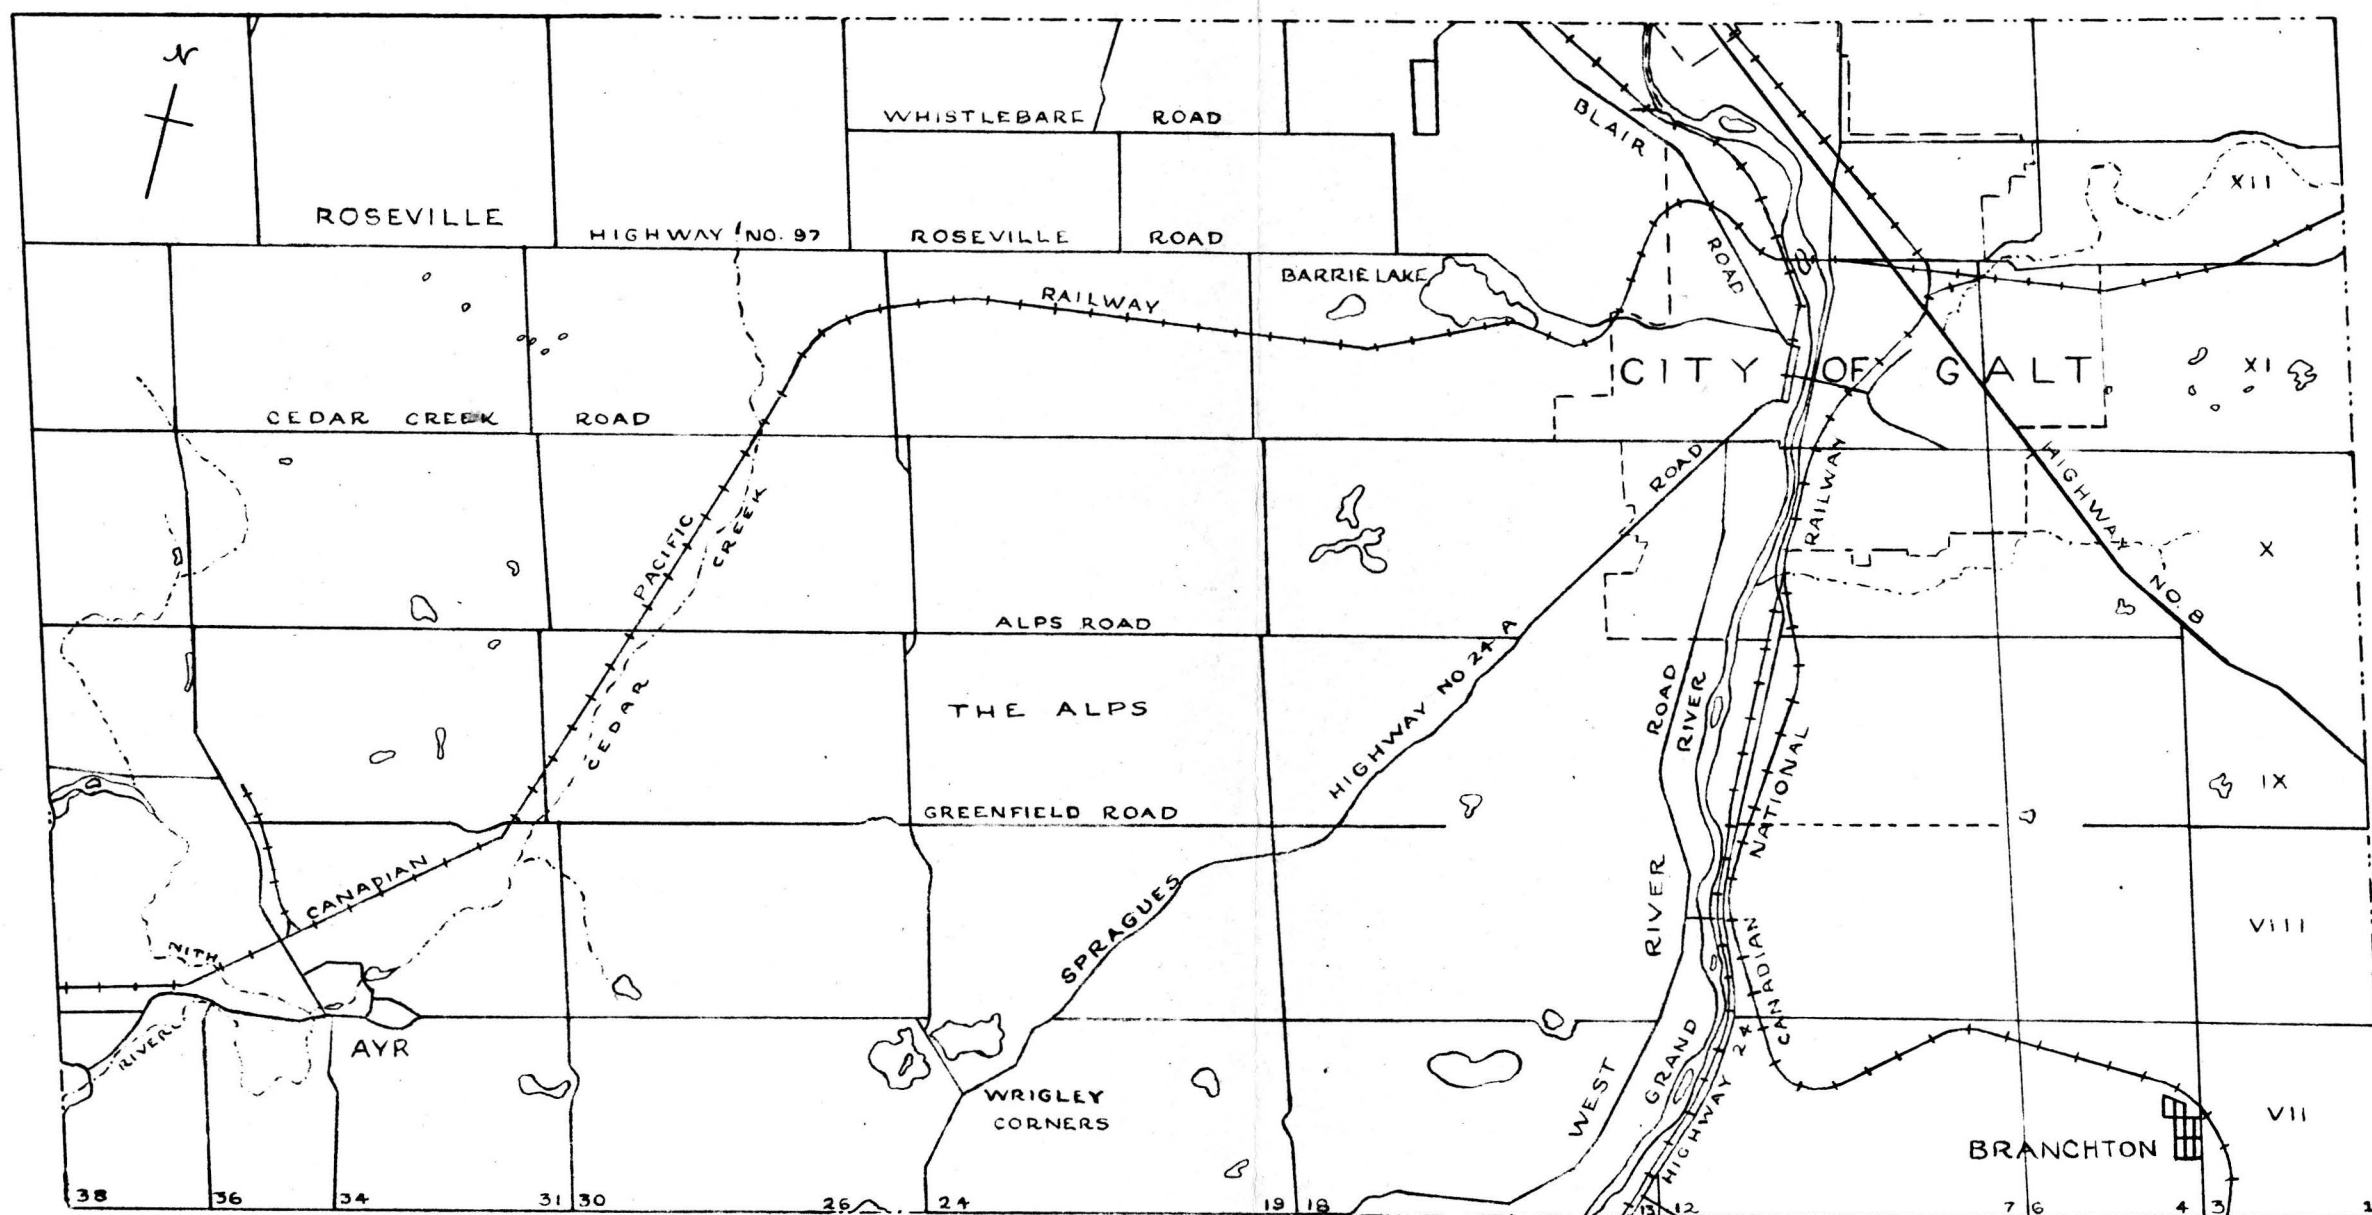 N
WHISTLEBARE ROAD
BLAIR
ROAD
XII
ROSEVILLE
HIGHWAY NO. 97
ROSEVILLE ROAD
BARRIE LAKE
RAILWAY
CITY OF GALT
XI
CEDAR CREEK ROAD
ROAD
RAILWAY
HIGHWAY
NO. 8
PACIFIC
CREEK
X
ALPS ROAD
HIGHWAY NO 24 A
THE ALPS
CEDAR
ROAD
RIVER
NATIONAL
IX
GREENFIELD ROAD
CANADIAN
SPRAGUES
RIVER
CANADIAN
VIII
NITH
RIVER
AYR
WRIGLEY
CORNERS
WEST
GRAND
HIGHWAY 24
VII
BRANCHTON
38 36 34 31 30 26 24 19 18 13 12 7 6 4 3 1